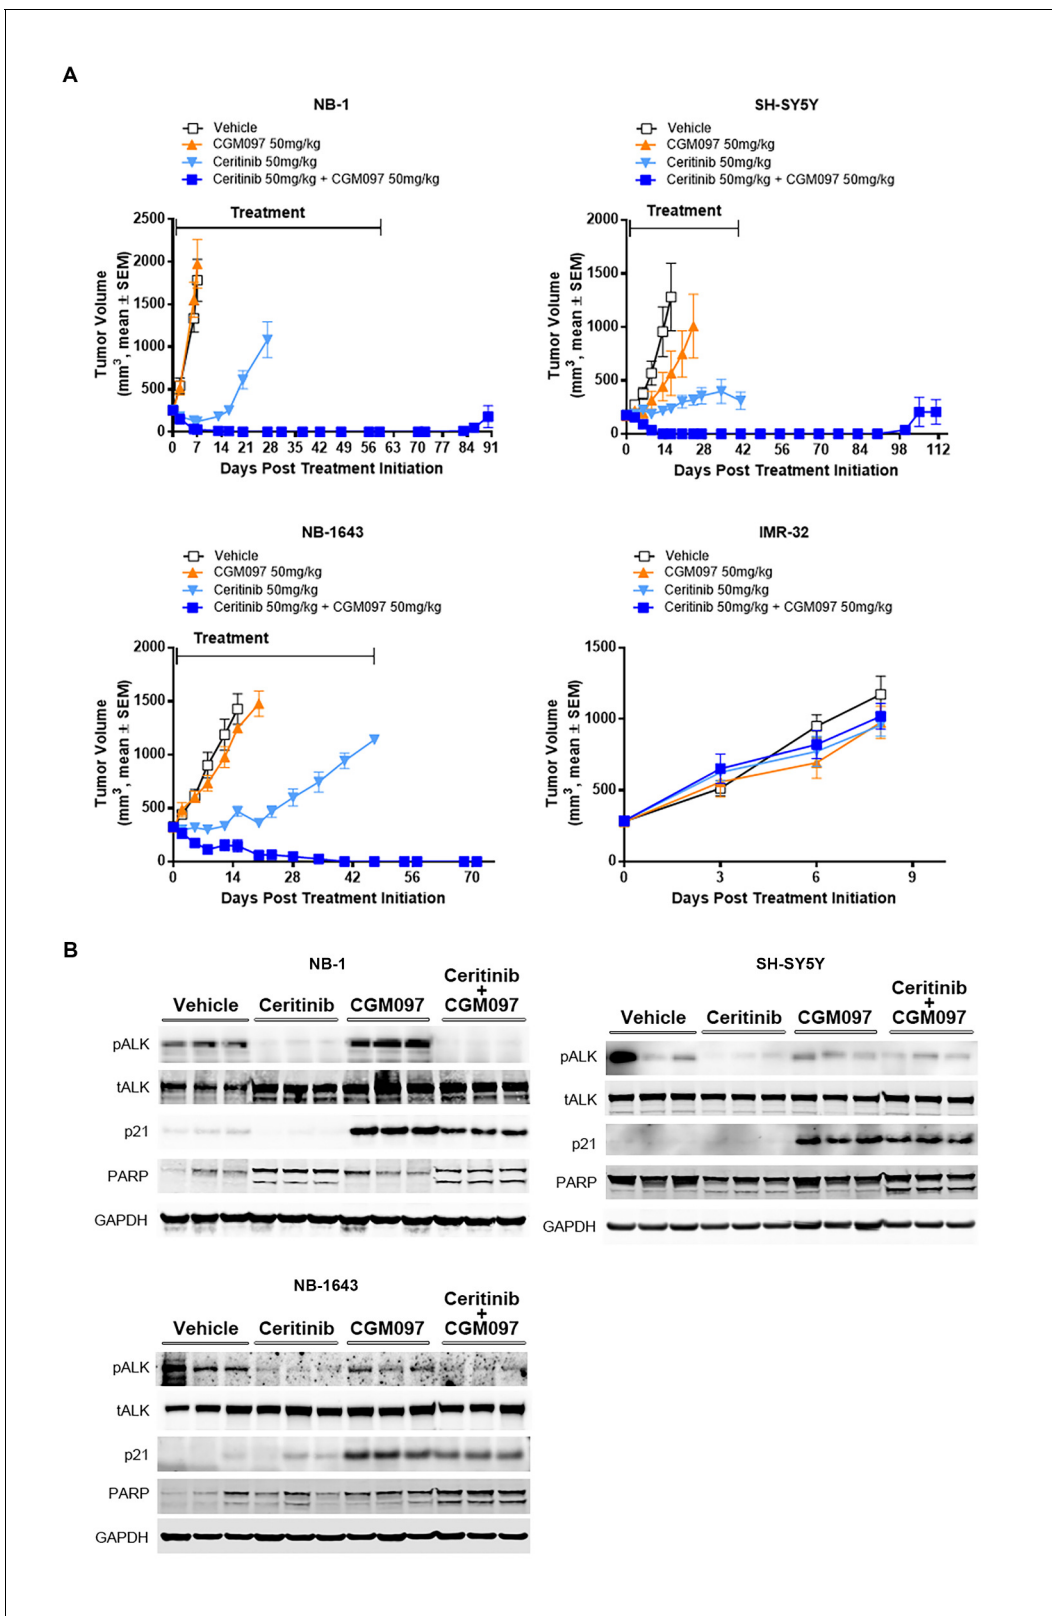 A
NB-1
Vehicle
CGM097 50mg/kg
Ceritinib 50mg/kg
Ceritinib 50mg/kg + CGM097 50mg/kg
Treatment
Tumor Volume
(mm3, mean ± SEM)
2500
2000
1500
1000
500
0
0 7 14 21 28 35 42 49 56 63 70 77 84 91
Days Post Treatment Initiation
SH-SY5Y
Vehicle
CGM097 50mg/kg
Ceritinib 50mg/kg
Ceritinib 50mg/kg + CGM097 50mg/kg
Treatment
Tumor Volume
(mm3, mean ± SEM)
2000
1500
1000
500
0
0 14 28 42 56 70 84 98 112
Days Post Treatment Initiation
NB-1643
Vehicle
CGM097 50mg/kg
Ceritinib 50mg/kg
Ceritinib 50mg/kg + CGM097 50mg/kg
Treatment
Tumor Volume
(mm3, mean ± SEM)
2000
1500
1000
500
0
0 14 28 42 56 70
Days Post Treatment Initiation
IMR-32
Vehicle
CGM097 50mg/kg
Ceritinib 50mg/kg
Ceritinib 50mg/kg + CGM097 50mg/kg
Tumor Volume
(mm3, mean ± SEM)
1500
1000
500
0
0 3 6 9
Days Post Treatment Initiation
B
NB-1
Vehicle Ceritinib CGM097 Ceritinib + CGM097
pALK
tALK
p21
PARP
GAPDH
SH-SY5Y
Vehicle Ceritinib CGM097 Ceritinib + CGM097
pALK
tALK
p21
PARP
GAPDH
NB-1643
Vehicle Ceritinib CGM097 Ceritinib + CGM097
pALK
tALK
p21
PARP
GAPDH